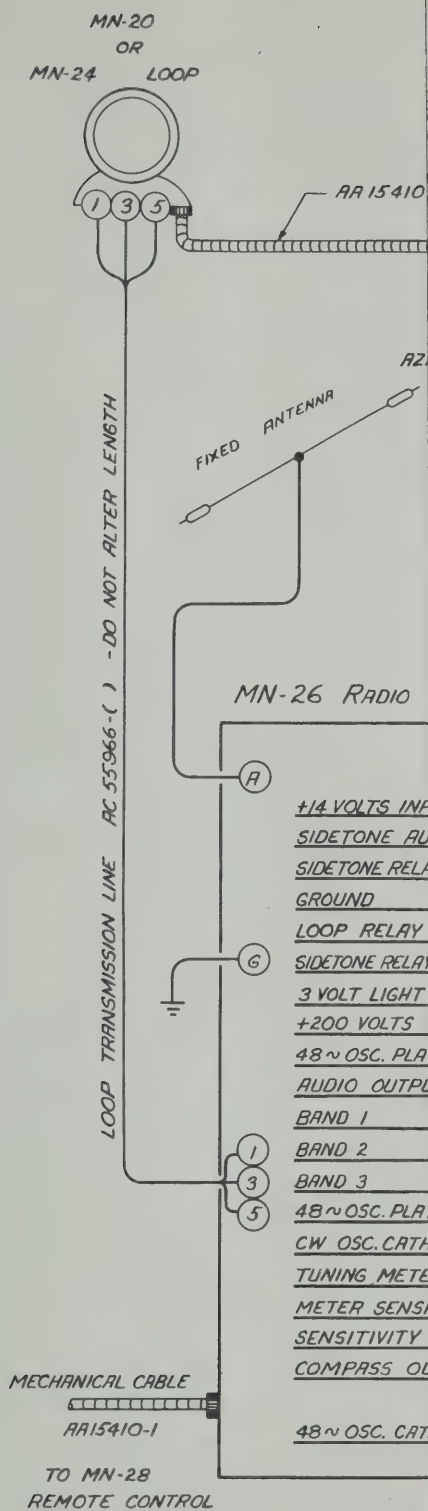 MN-20
OR
MN-24 LOOP
1 3 5
AA 15410
FIXED ANTENNA
LOOP TRANSMISSION LINE AC 55966-( ) - DO NOT ALTER LENGTH
MN-26 RADIO
A
+14 VOLTS
SIDETONE
SIDETONE
GROUND
LOOP RELAY
G
SIDETONE RELAY
3 VOLT LIGHT
+200 VOLTS
48~ OSC.
AUDIO
BAND 1
1
BAND 2
3
BAND 3
5
48~ OSC.
CW OSC.
TUNING
METER
SENSITIVITY
COMPASS
48~ OSC.
MECHANICAL CABLE
AA15410-1
TO MN-28
REMOTE CONTROL